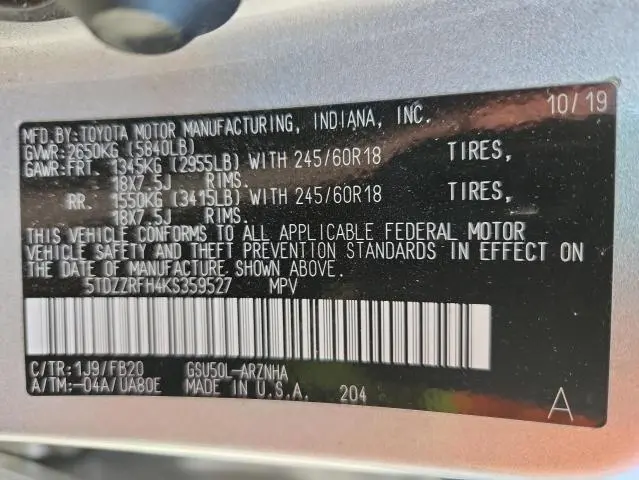 10/19
MFD.BY:TOYOTA MOTOR MANUFACTURING, INDIANA, INC.
GVWR:2650KG (5840LB)
GAWR:FRT. 1345KG (2955LB) WITH 245/60R18 TIRES,
18X7.5J RIMS.
RR. 1550KG (3415LB) WITH 245/60R18 TIRES,
18X7.5J RIMS.
THIS VEHICLE CONFORMS TO ALL APPLICABLE FEDERAL MOTOR
VEHICLE SAFETY AND THEFT PREVENTION STANDARDS IN EFFECT ON
THE DATE OF MANUFACTURE SHOWN ABOVE.
5TDZZRFH4KS359527 MPV
C/TR:1J9/FB20 GSU50L-ARZNHA
A/TM:-04A/UA80E MADE IN U.S.A. 204
A